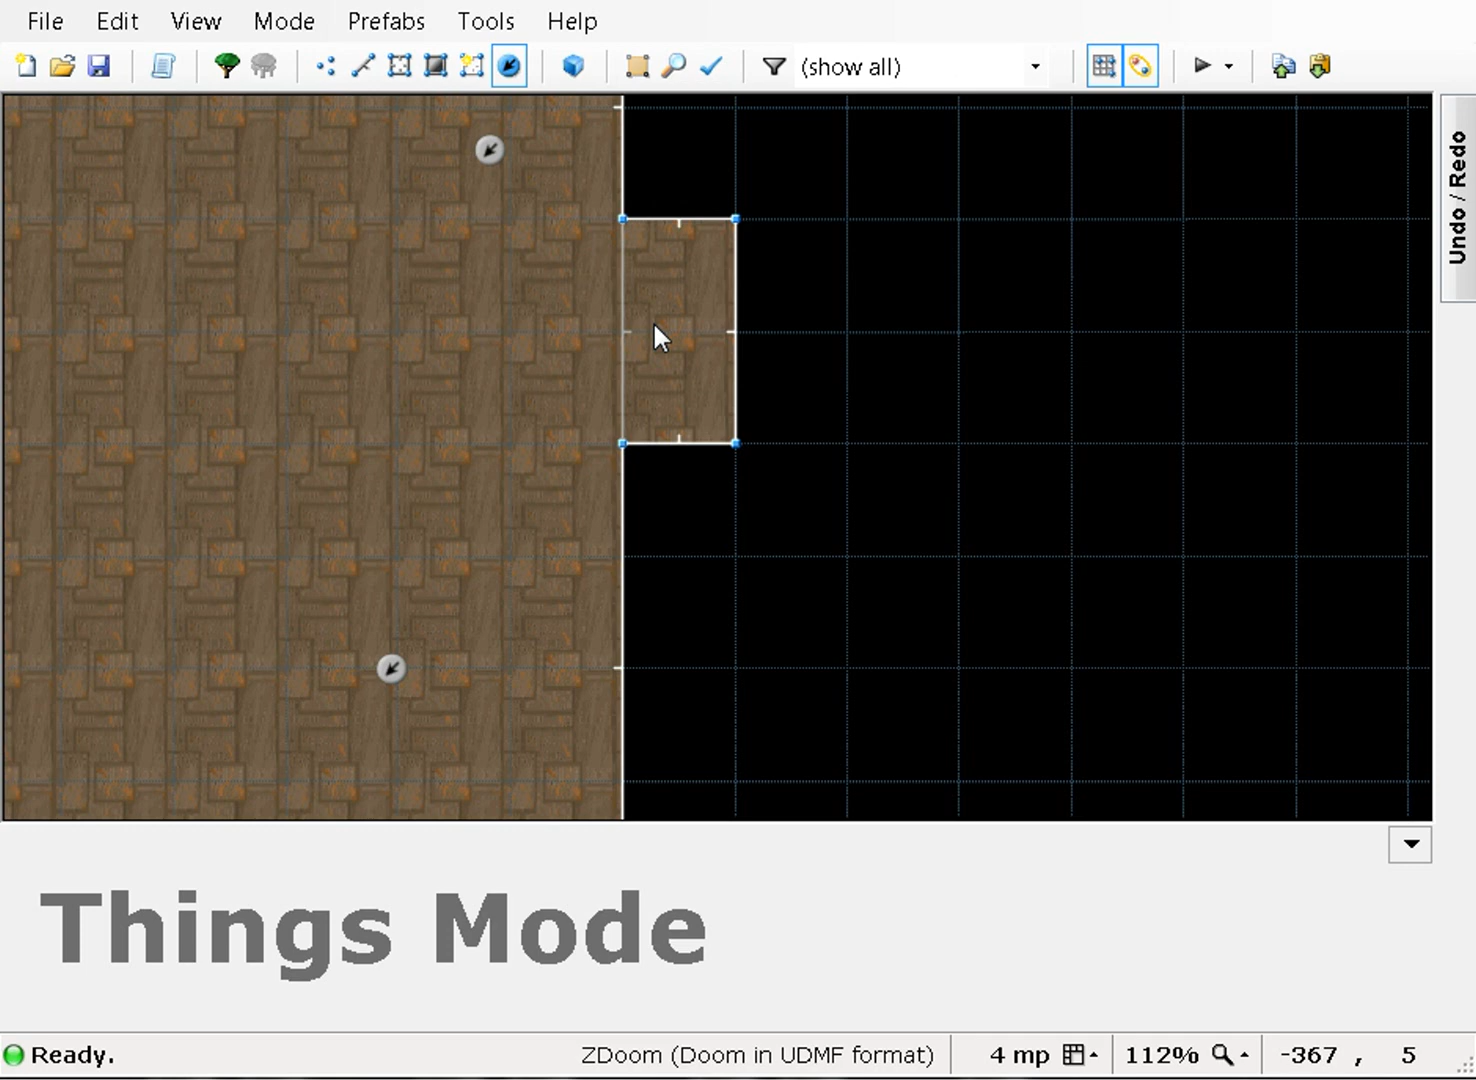 File Edit View Mode Prefabs Tools Help
(show all)
Undo / Redo
Things Mode
Ready. ZDoom (Doom in UDMF format) 4 mp 112% -367 , 5